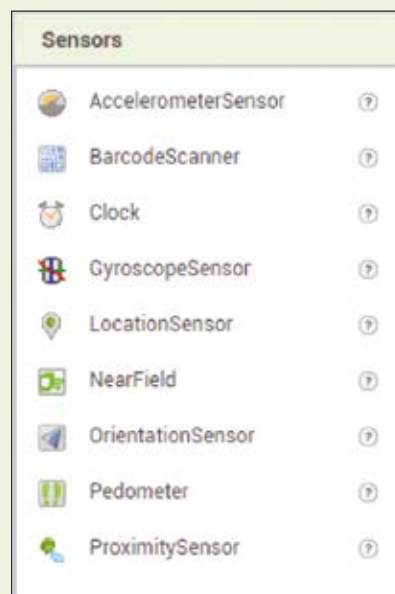 Sensors
AccelerometerSensor ?
BarcodeScanner ?
Clock ?
GyroscopeSensor ?
LocationSensor ?
NearField ?
OrientationSensor ?
Pedometer ?
ProximitySensor ?